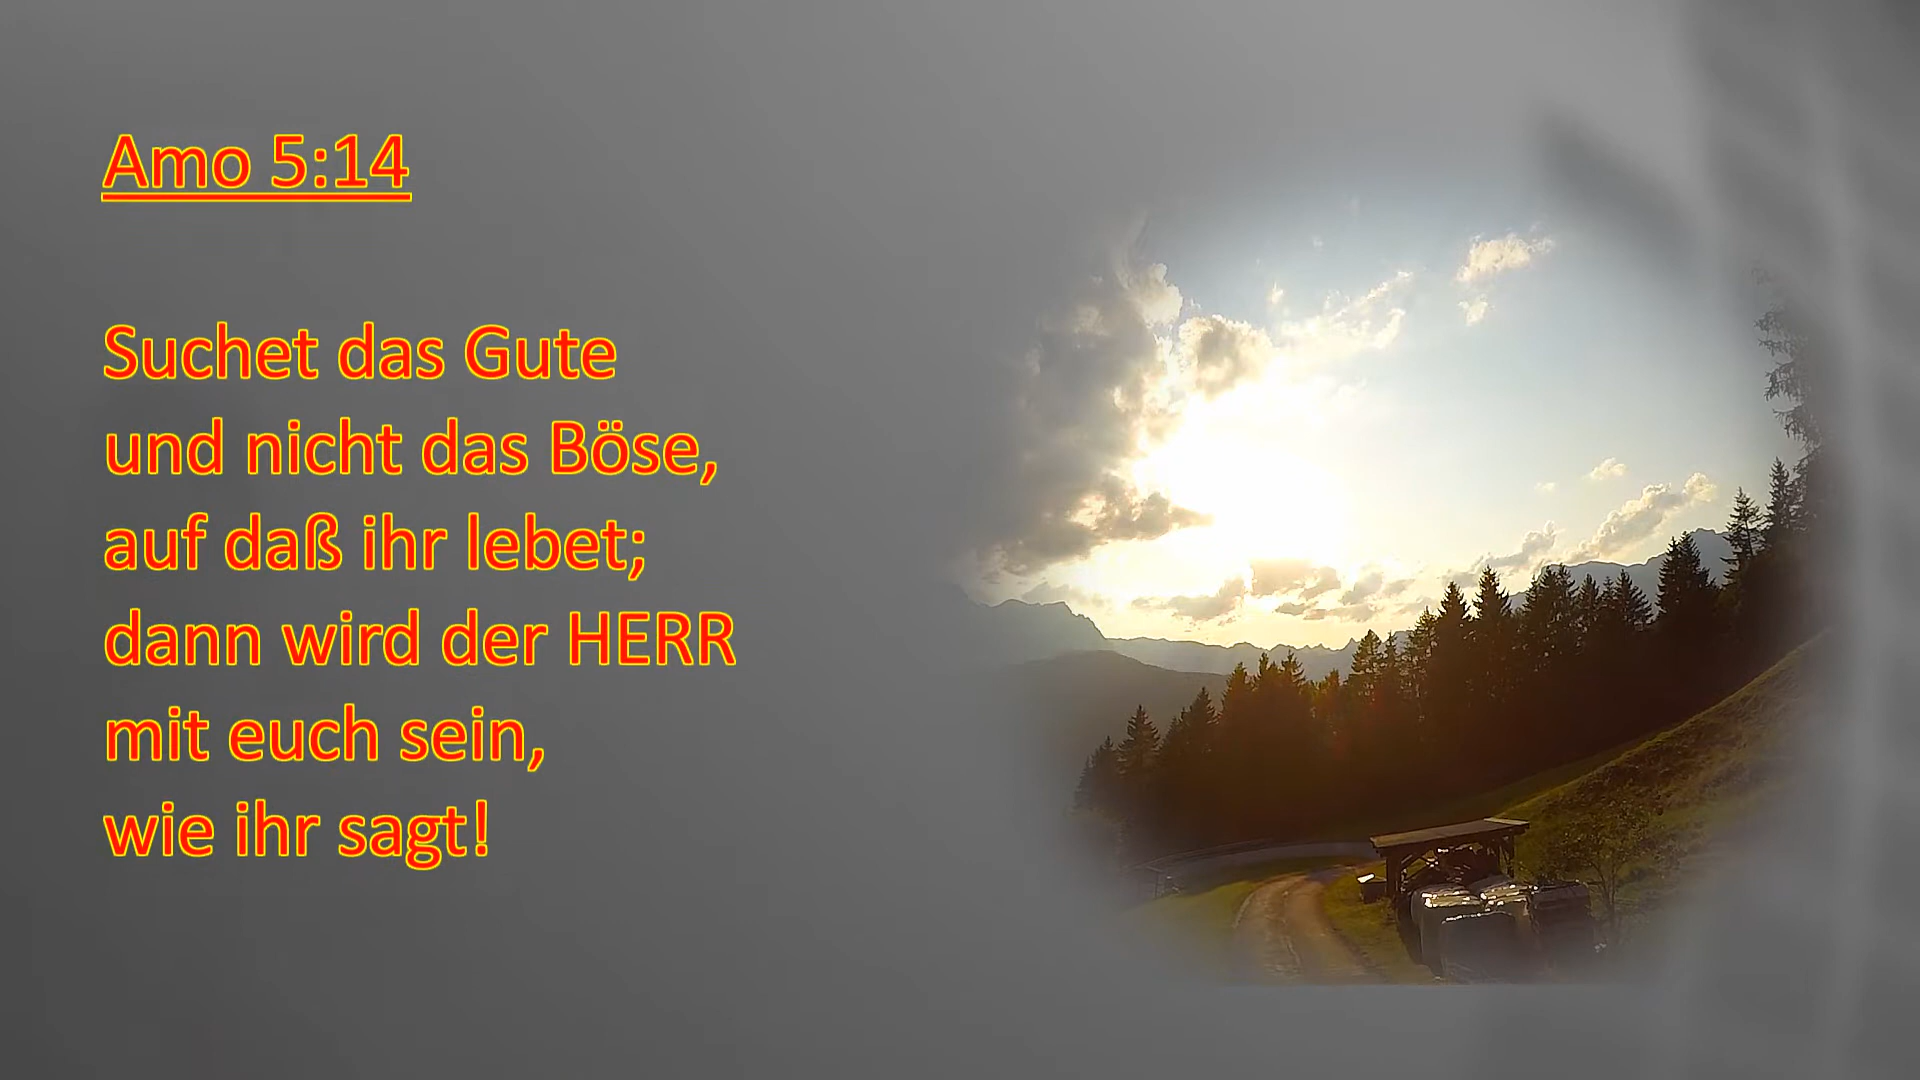 Amo 5:14
Suchet das Gute
und nicht das Böse,
auf daß ihr lebet;
dann wird der HERR
mit euch sein,
wie ihr sagt!